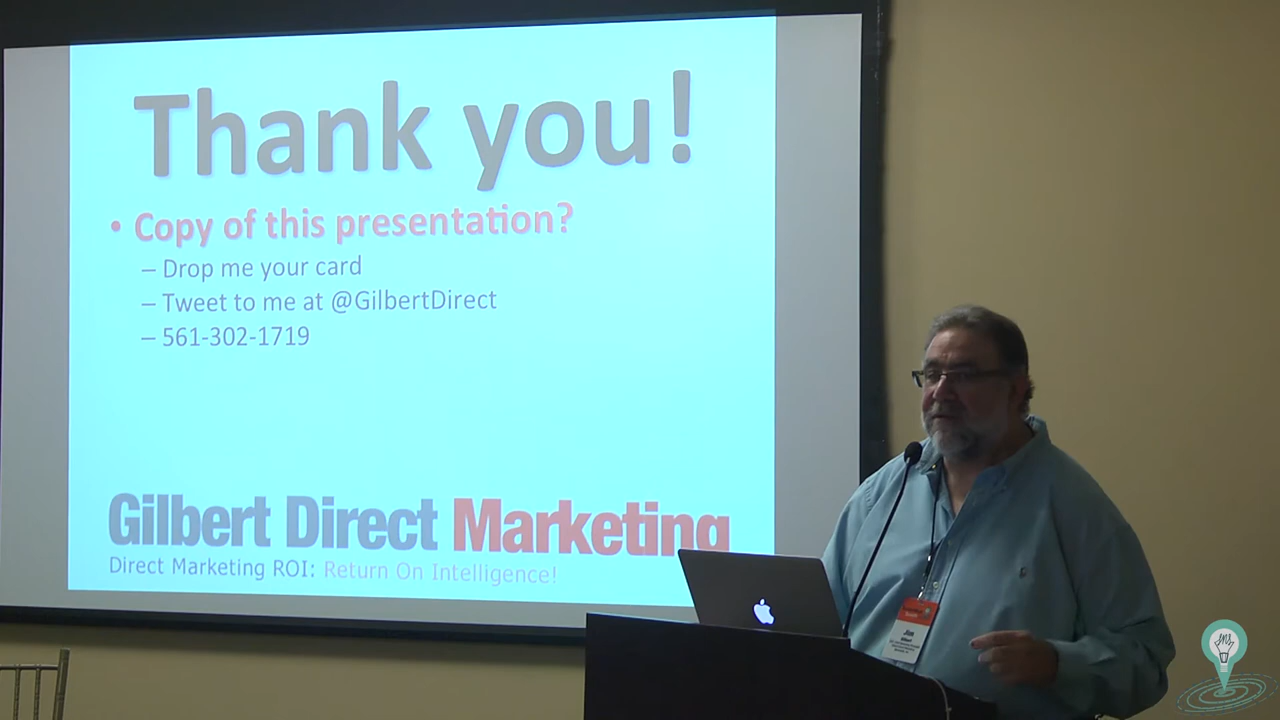 Thank you!
• Copy of this presentation?
– Drop me your card
– Tweet to me at @GilbertDirect
– 561-302-1719
Gilbert Direct Marketing
Direct Marketing ROI: Return On Intelligence!
Jim